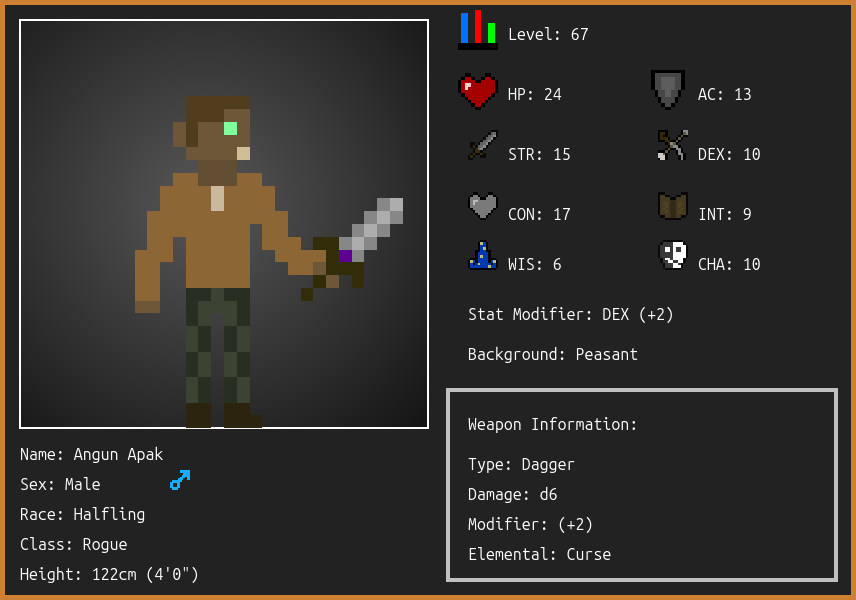 Level: 67
HP: 24
AC: 13
STR: 15
DEX: 10
CON: 17
INT: 9
WIS: 6
CHA: 10
Stat Modifier: DEX (+2)
Background: Peasant
Name: Angun Apak
Sex: Male
Race: Halfling
Class: Rogue
Height: 122cm (4'0")
Weapon Information:
Type: Dagger
Damage: d6
Modifier: (+2)
Elemental: Curse